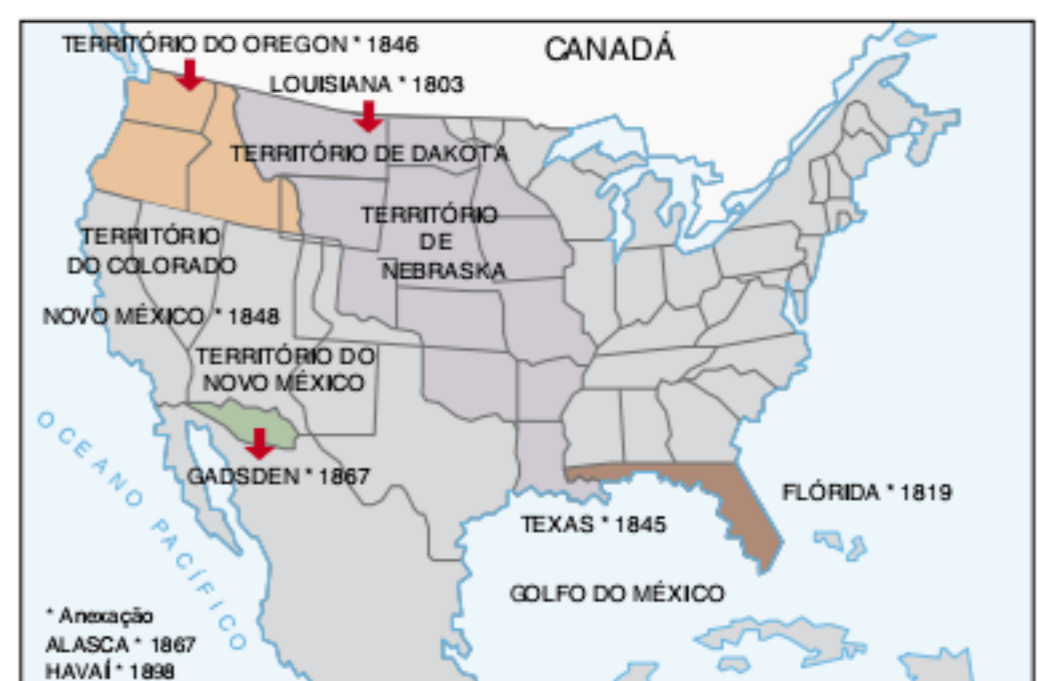 TERRITÓRIO DO OREGON * 1846
CANADÁ
LOUISIANA * 1803
TERRITÓRIO DE DAKOTA
TERRITÓRIO
DE
NEBRASKA
TERRITÓRIO
DO COLORADO
NOVO MÉXICO * 1848
TERRITÓRIO DO
NOVO MÉXICO
GADSDEN * 1867
FLÓRIDA * 1819
TEXAS * 1845
GOLFO DO MÉXICO
OCEANO PACÍFICO
* Anexação
ALASCA * 1867
HAVAÍ * 1898